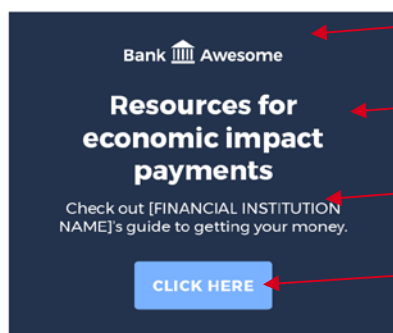 Bank Awesome
Resources for
economic impact
payments
Check out [FINANCIAL INSTITUTION
NAME]'s guide to getting your money.
CLICK HERE